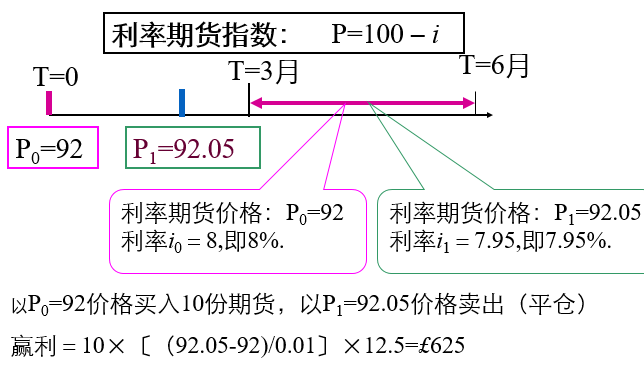 利率期货指数： P=100 – i
T=0
T=3月
T=6月
P₀=92
P₁=92.05
利率期货价格：P₀=92
利率i₀ = 8,即8%.
利率期货价格：P₁=92.05
利率i₁ = 7.95,即7.95%.
以P₀=92价格买入10份期货，以P₁=92.05价格卖出（平仓）
赢利 = 10×〔（92.05-92)/0.01〕×12.5=£625